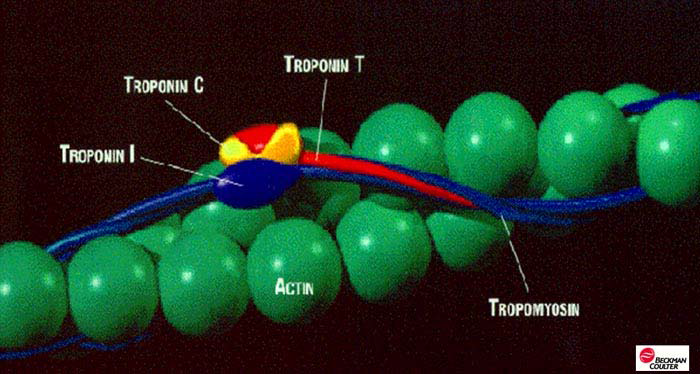 TROPONIN T
TROPONIN C
TROPONIN I
ACTIN
TROPOMYOSIN
BECKMAN
COULTER